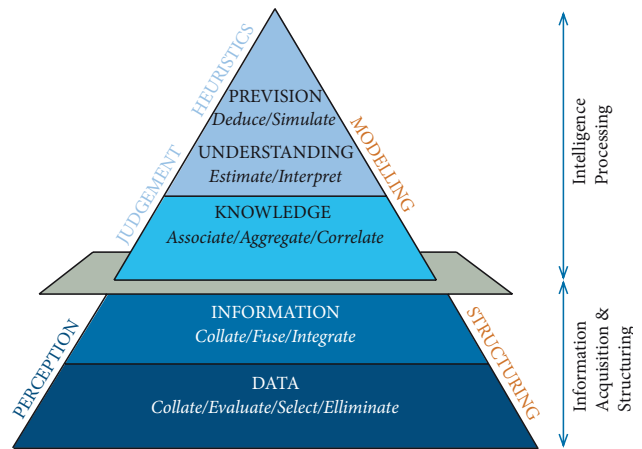 HEURISTICS
PREVISION
Deduce/Simulate
MODELLING
JUDGEMENT
UNDERSTANDING
Estimate/Interpret
KNOWLEDGE
Associate/Aggregate/Correlate
Intelligence
Processing
PERCEPTION
INFORMATION
Collate/Fuse/Integrate
STRUCTURING
DATA
Collate/Evaluate/Select/Elliminate
Information
Acquisition &
Structuring